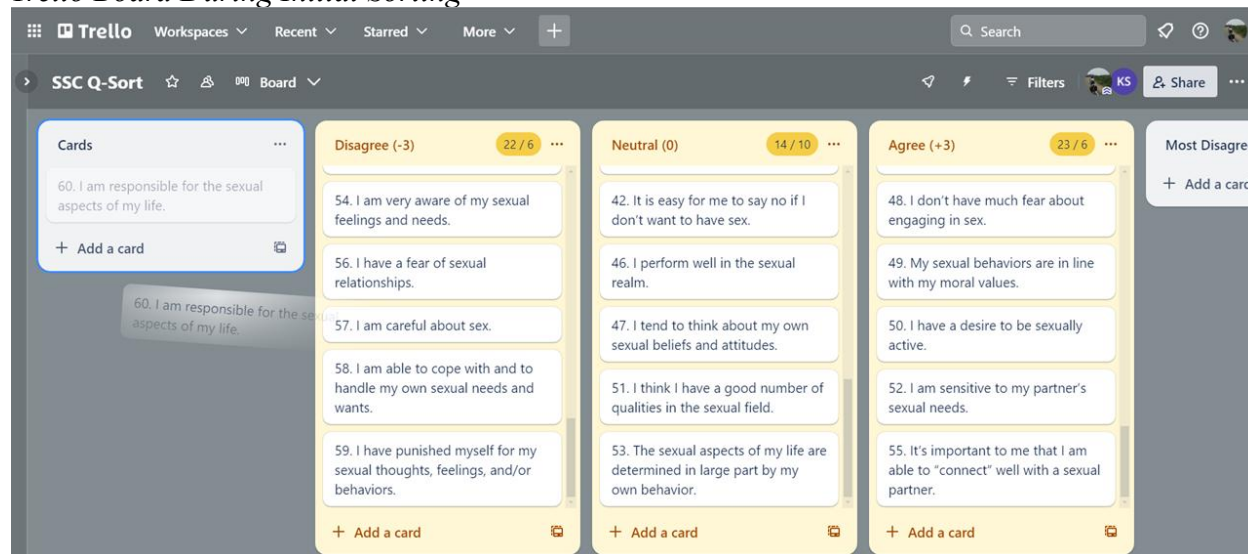 Trello Board During Initial Sorting
Trello Workspaces Recent Starred More + Search
SSC Q-Sort Board Filters KS Share
Cards
60. I am responsible for the sexual
aspects of my life.
+ Add a card
60. I am responsible for the sexual
aspects of my life.
Disagree (-3) 22 / 6
54. I am very aware of my sexual
feelings and needs.
56. I have a fear of sexual
relationships.
57. I am careful about sex.
58. I am able to cope with and to
handle my own sexual needs and
wants.
59. I have punished myself for my
sexual thoughts, feelings, and/or
behaviors.
+ Add a card
Neutral (0) 14 / 10
42. It is easy for me to say no if I
don't want to have sex.
46. I perform well in the sexual
realm.
47. I tend to think about my own
sexual beliefs and attitudes.
51. I think I have a good number of
qualities in the sexual field.
53. The sexual aspects of my life are
determined in large part by my
own behavior.
+ Add a card
Agree (+3) 23 / 6
48. I don't have much fear about
engaging in sex.
49. My sexual behaviors are in line
with my moral values.
50. I have a desire to be sexually
active.
52. I am sensitive to my partner's
sexual needs.
55. It's important to me that I am
able to “connect” well with a sexual
partner.
+ Add a card
Most Disagre
+ Add a card